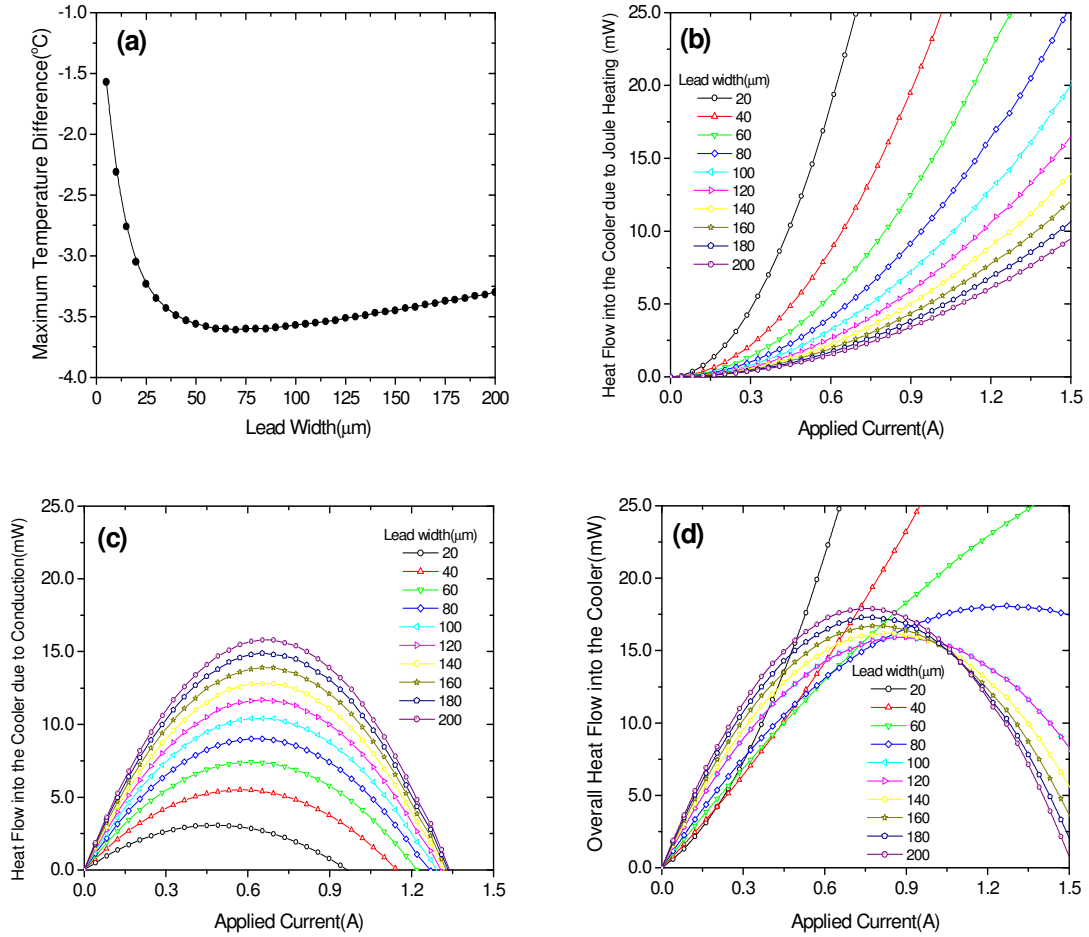 (a)
Maximum Temperature Difference(°C)
-1.0
-1.5
-2.0
-2.5
-3.0
-3.5
-4.0
0 25 50 75 100 125 150 175 200
Lead Width(μm)
(b)
Heat Flow into the Cooler due to Joule Heating (mW)
25.0
20.0
15.0
10.0
5.0
0.0
Lead width(μm)
20
40
60
80
100
120
140
160
180
200
0.0 0.3 0.6 0.9 1.2 1.5
Applied Current(A)
(c)
Heat Flow into the Cooler due to Conduction(mW)
25.0
20.0
15.0
10.0
5.0
0.0
Lead width(μm)
20
40
60
80
100
120
140
160
180
200
0.0 0.3 0.6 0.9 1.2 1.5
Applied Current(A)
(d)
Overall Heat Flow into the Cooler(mW)
25.0
20.0
15.0
10.0
5.0
0.0
Lead width(μm)
20
40
60
80
100
120
140
160
180
200
0.0 0.3 0.6 0.9 1.2 1.5
Applied Current(A)